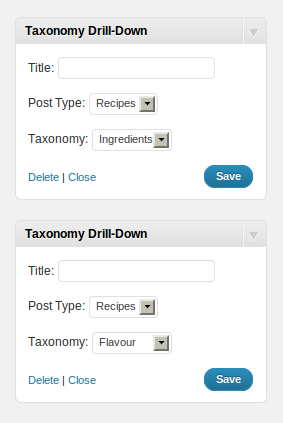 Taxonomy Drill-Down
Title:
Post Type: Recipes
Taxonomy: Ingredients
Delete | Close Save
Taxonomy Drill-Down
Title:
Post Type: Recipes
Taxonomy: Flavour
Delete | Close Save